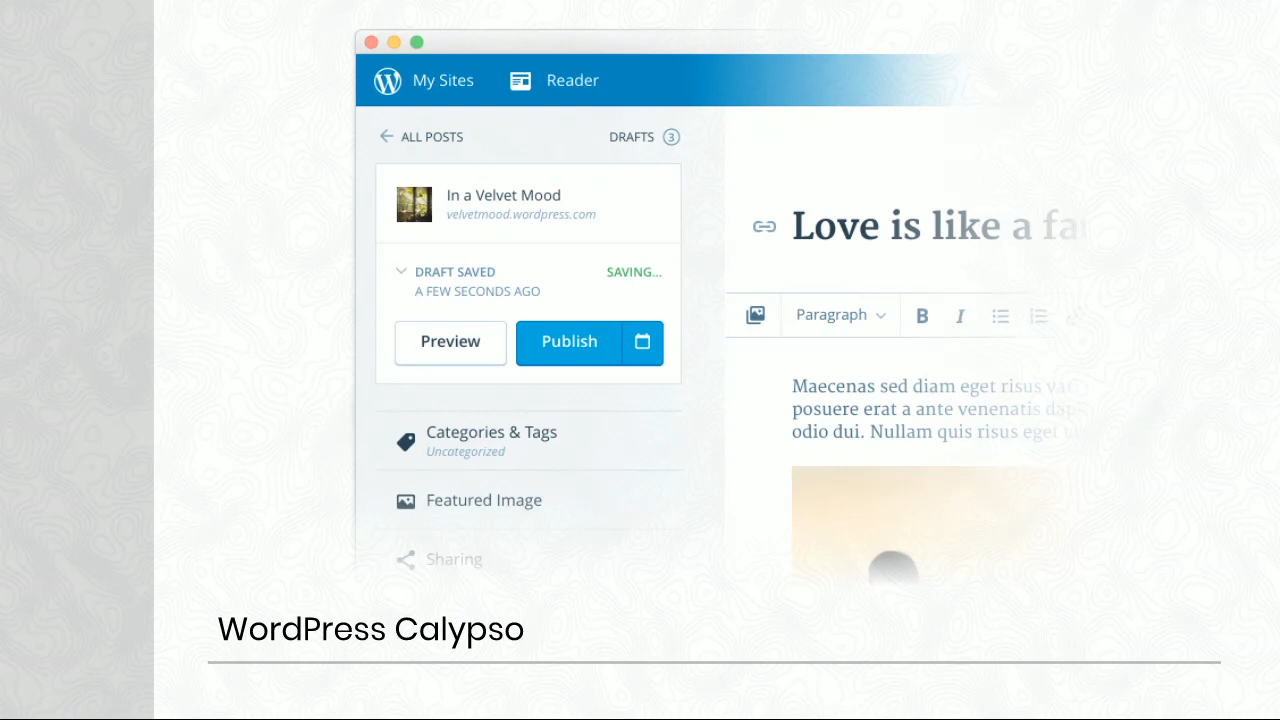 My Sites
Reader
ALL POSTS
DRAFTS 3
In a Velvet Mood
velvetmood.wordpress.com
DRAFT SAVED
SAVING...
A FEW SECONDS AGO
Preview
Publish
Categories & Tags
Uncategorized
Featured Image
Sharing
Love is like a
Paragraph
B I
Maecenas sed diam eget risus
posuere erat a ante venenatis
odio dui. Nullam quis risus eget
WordPress Calypso